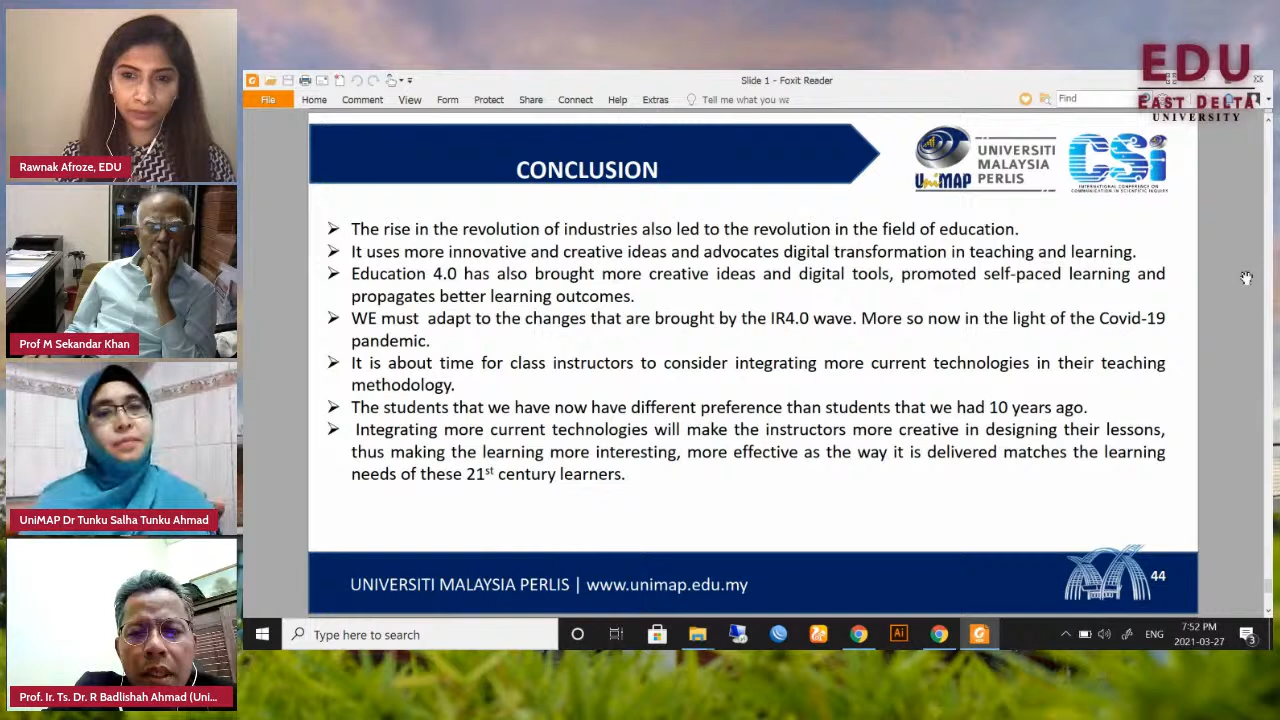 Rawnak Afroze, EDU
Prof M Sekandar Khan
UniMAP Dr Tunku Salha Tunku Ahmad
Prof. Ir. Ts. Dr. R Badlishah Ahmad (Uni...
EDU
EAST DELTA
UNIVERSITY
Slide 1 - Foxit Reader
File Home Comment View Form Protect Share Connect Help Extras Tell me what you wa Find
CONCLUSION
UniMAP
UNIVERSITI
MALAYSIA
PERLIS
CSi
INTERNATIONAL CONFERENCE ON
COMMUNICATION IN SCIENTIFIC INQUIRY
➢ The rise in the revolution of industries also led to the revolution in the field of education.
➢ It uses more innovative and creative ideas and advocates digital transformation in teaching and learning.
➢ Education 4.0 has also brought more creative ideas and digital tools, promoted self-paced learning and
propagates better learning outcomes.
➢ WE must adapt to the changes that are brought by the IR4.0 wave. More so now in the light of the Covid-19
pandemic.
➢ It is about time for class instructors to consider integrating more current technologies in their teaching
methodology.
➢ The students that we have now have different preference than students that we had 10 years ago.
➢ Integrating more current technologies will make the instructors more creative in designing their lessons,
thus making the learning more interesting, more effective as the way it is delivered matches the learning
needs of these 21st century learners.
UNIVERSITI MALAYSIA PERLIS | www.unimap.edu.my
44
Type here to search
Ai
ENG
7:52 PM
2021-03-27
3